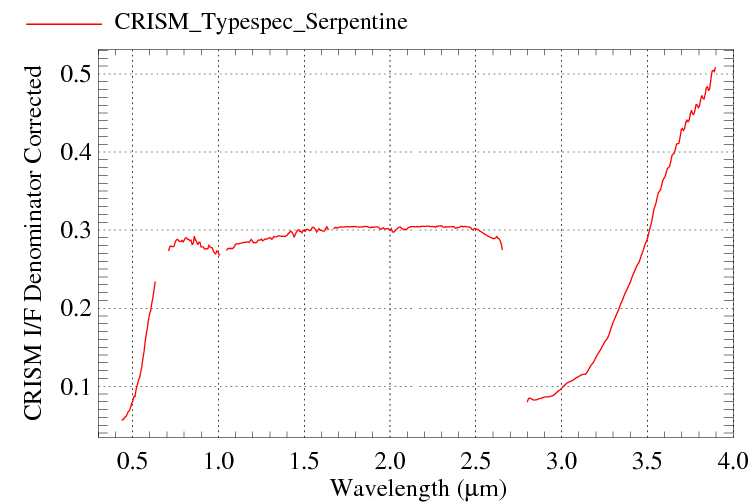 CRISM_Typespec_Serpentine
CRISM I/F Denominator Corrected
0.5
0.4
0.3
0.2
0.1
0.5 1.0 1.5 2.0 2.5 3.0 3.5 4.0
Wavelength (μm)